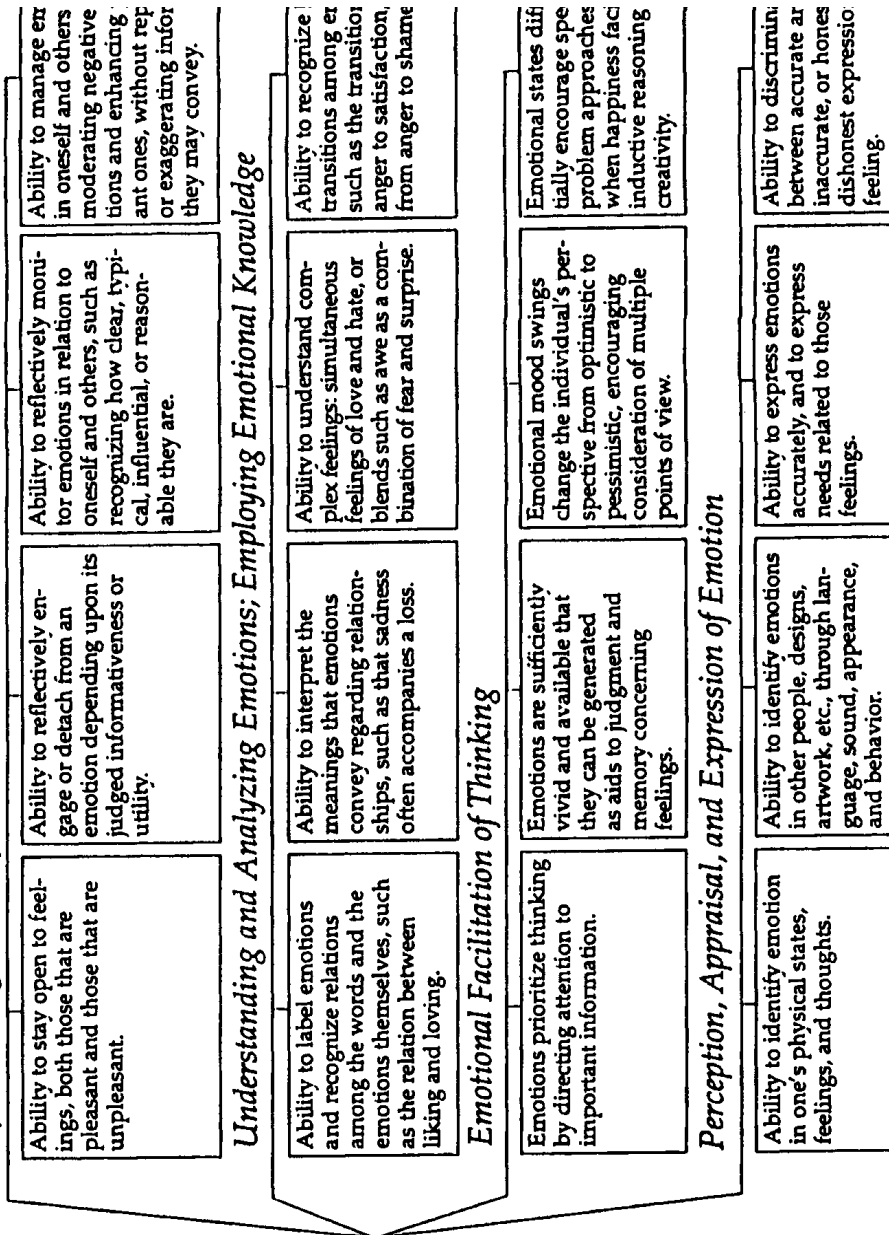 Ability to stay open to feel-
ings, both those that are
pleasant and those that are
unpleasant.
Ability to reflectively en-
gage or detach from an
emotion depending upon its
judged informativeness or
utility.
Ability to reflectively moni-
tor emotions in relation to
oneself and others, such as
recognizing how clear, typi-
cal, influential, or reason-
able they are.
Ability to manage
in oneself and others
moderating negative
tions and enhancing
ant ones, without rep
or exaggerating infor
they may convey.
Understanding and Analyzing Emotions; Employing Emotional Knowledge
Ability to label emotions
and recognize relations
among the words and the
emotions themselves, such
as the relation between
liking and loving.
Ability to interpret the
meanings that emotions
convey regarding relation-
ships, such as that sadness
often accompanies a loss.
Ability to understand com-
plex feelings: simultaneous
feelings of love and hate, or
blends such as awe as a com-
bination of fear and surprise.
Ability to recognize
transitions among
such as the transition
anger to satisfaction,
from anger to shame
Emotional Facilitation of Thinking
Emotions prioritize thinking
by directing attention to
important information.
Emotions are sufficiently
vivid and available that
they can be generated
as aids to judgment and
memory concerning
feelings.
Emotional mood swings
change the individual's per-
spective from optimistic to
pessimistic, encouraging
consideration of multiple
points of view.
Emotional states diff
tially encourage spe
problem approaches
when happiness faci
inductive reasoning
creativity.
Perception, Appraisal, and Expression of Emotion
Ability to identify emotion
in one's physical states,
feelings, and thoughts.
Ability to identify emotions
in other people, designs,
artwork, etc., through lan-
guage, sound, appearance,
and behavior.
Ability to express emotions
accurately, and to express
needs related to those
feelings.
Ability to discrimin
between accurate
inaccurate, or hones
dishonest expressio
feeling.